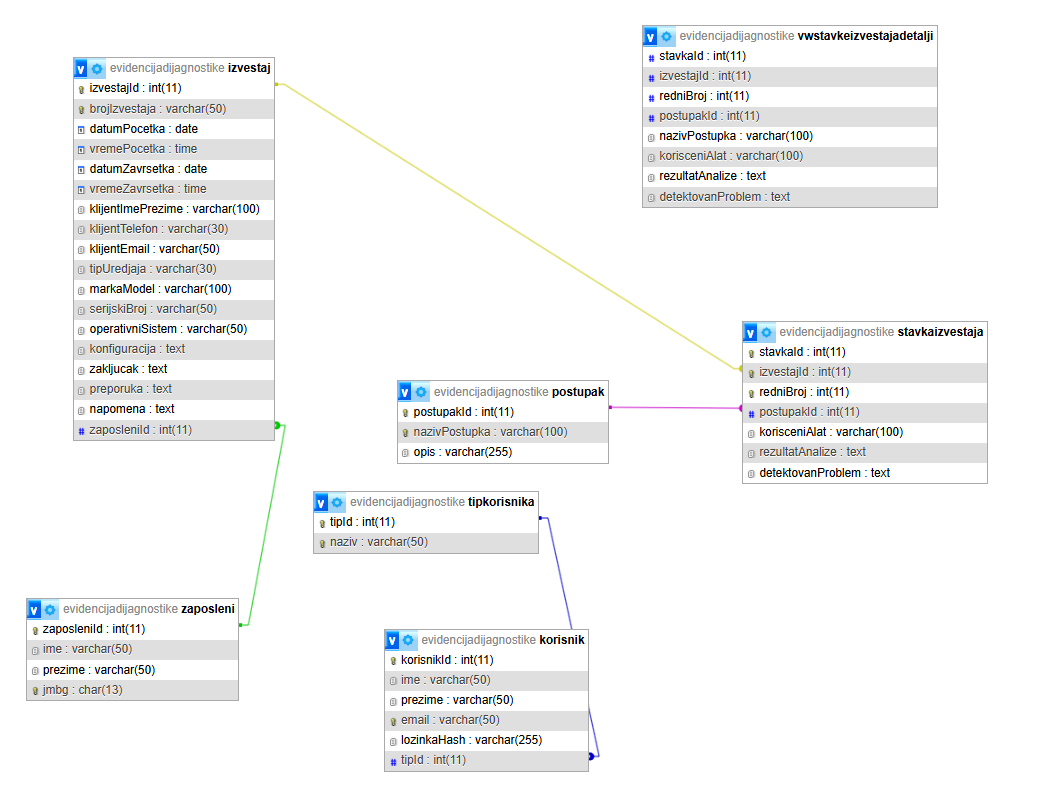 v evidencijadijagnostike izvestaj
izvestajId : int(11)
brojIzvestaja : varchar(50)
datumPocetka : date
vremePocetka : time
datumZavrsetka : date
vremeZavrsetka : time
klijentImePrezime : varchar(100)
klijentTelefon : varchar(30)
klijentEmail : varchar(50)
tipUredjaja : varchar(30)
markaModel : varchar(100)
serijskiBroj : varchar(50)
operativniSistem : varchar(50)
konfiguracija : text
zakljucak : text
preporuka : text
napomena : text
# zaposleniId : int(11)
v evidencijadijagnostike vwstavkeizvestajadetalji
# stavkaId : int(11)
# izvestajId : int(11)
# redniBroj : int(11)
# postupakId : int(11)
nazivPostupka : varchar(100)
korisceniAlat : varchar(100)
rezultatAnalize : text
detektovanProblem : text
v evidencijadijagnostike stavkaizvestaja
stavkaId : int(11)
izvestajId : int(11)
redniBroj : int(11)
# postupakId : int(11)
korisceniAlat : varchar(100)
rezultatAnalize : text
detektovanProblem : text
v evidencijadijagnostike postupak
postupakId : int(11)
nazivPostupka : varchar(100)
opis : varchar(255)
v evidencijadijagnostike tipkorisnika
tipId : int(11)
naziv : varchar(50)
v evidencijadijagnostike zaposleni
zaposleniId : int(11)
ime : varchar(50)
prezime : varchar(50)
jmbg : char(13)
v evidencijadijagnostike korisnik
korisnikId : int(11)
ime : varchar(50)
prezime : varchar(50)
email : varchar(50)
lozinkaHash : varchar(255)
# tipId : int(11)